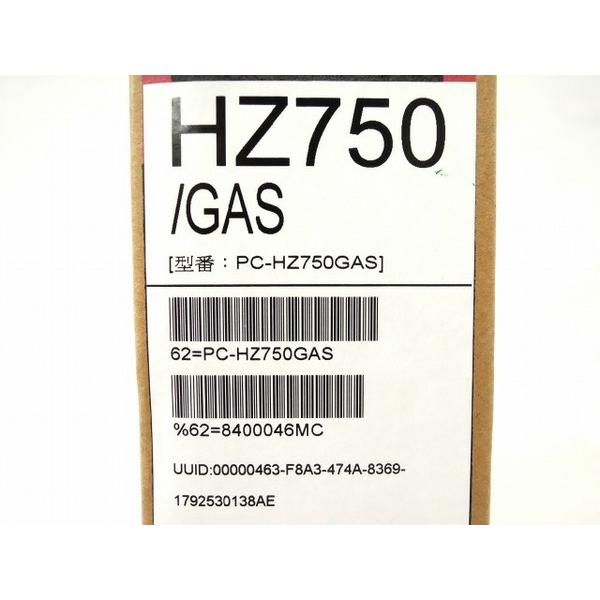 HZ750
/GAS
[型番：PC-HZ750GAS]
62=PC-HZ750GAS
%62=8400046MC
UUID:00000463-F8A3-474A-8369-
1792530138AE